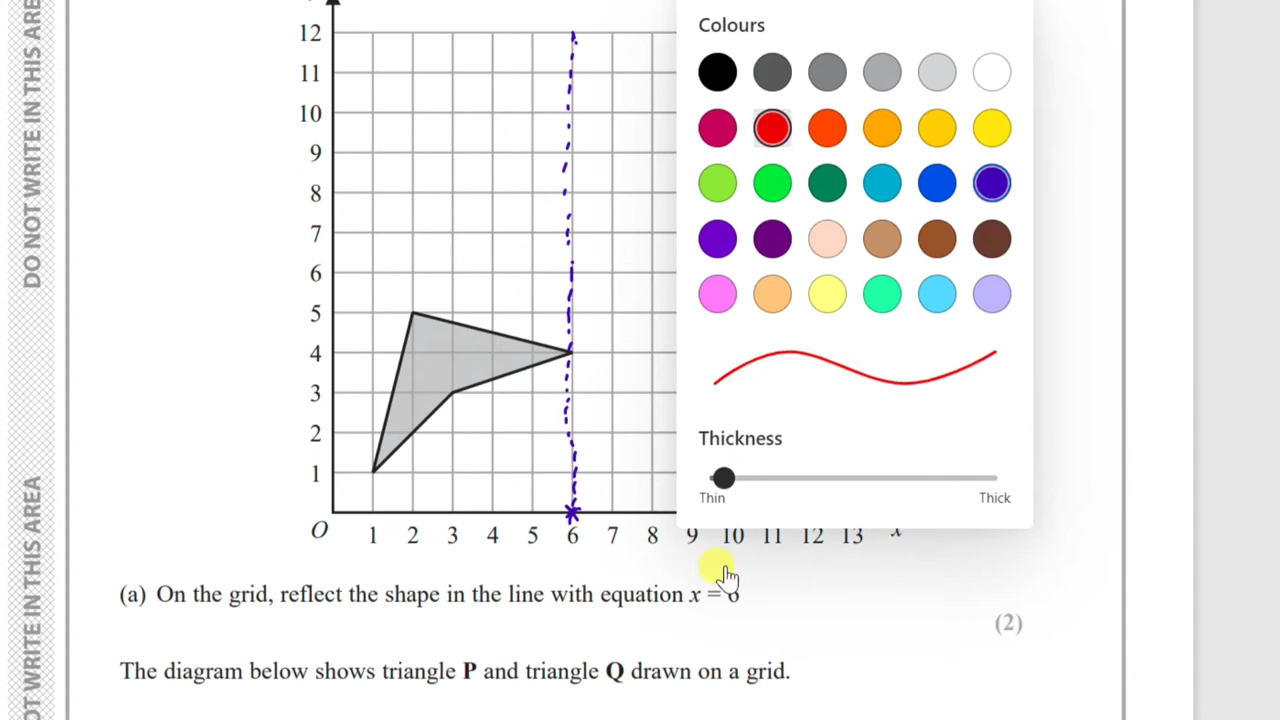 Colours
12
11
10
9
8
7
6
5
4
3
2
1
Thickness
Thin Thick
O 1 2 3 4 5 6 7 8 9 10 11 12 13 x
(a) On the grid, reflect the shape in the line with equation x = 6
(2)
The diagram below shows triangle P and triangle Q drawn on a grid.
DO NOT WRITE IN THIS AREA
OT WRITE IN THIS AREA